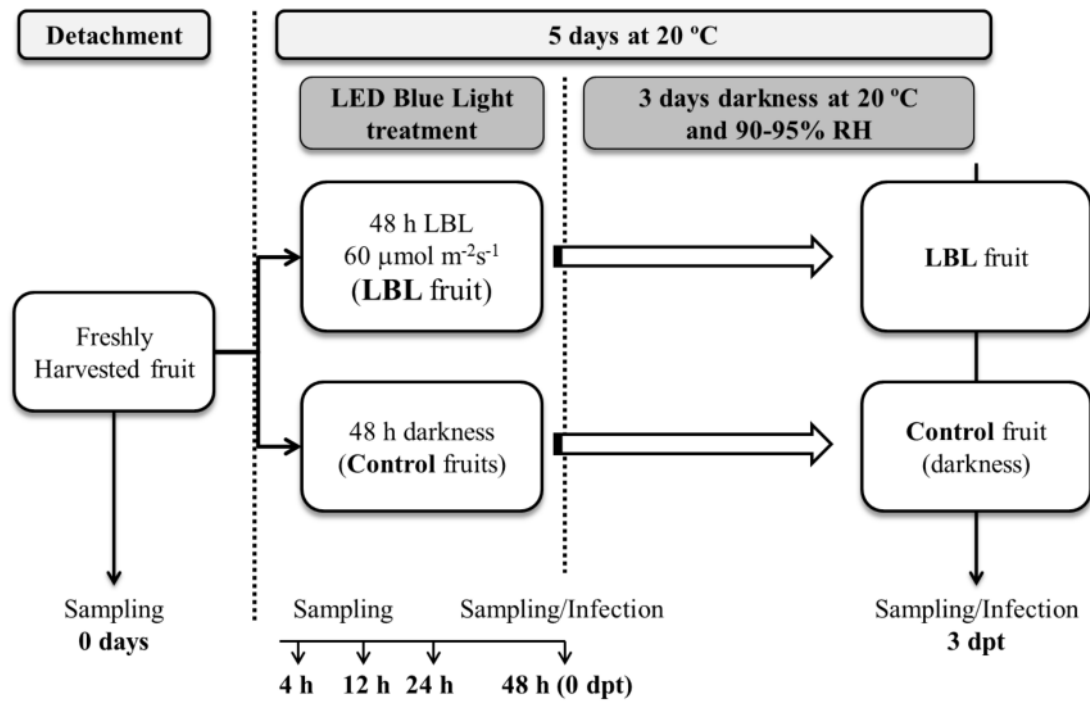 Detachment
5 days at 20 ºC
LED Blue Light
treatment
3 days darkness at 20 ºC
and 90-95% RH
48 h LBL
60 µmol m⁻²s⁻¹
(LBL fruit)
LBL fruit
Freshly
Harvested fruit
48 h darkness
(Control fruits)
Control fruit
(darkness)
Sampling
0 days
Sampling
Sampling/Infection
Sampling/Infection
3 dpt
4 h
12 h
24 h
48 h (0 dpt)